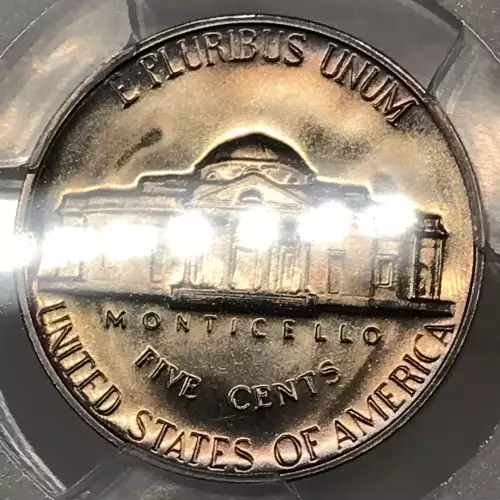 E PLURIBUS UNUM
MONTICELLO
FIVE CENTS
UNITED STATES OF AMERICA